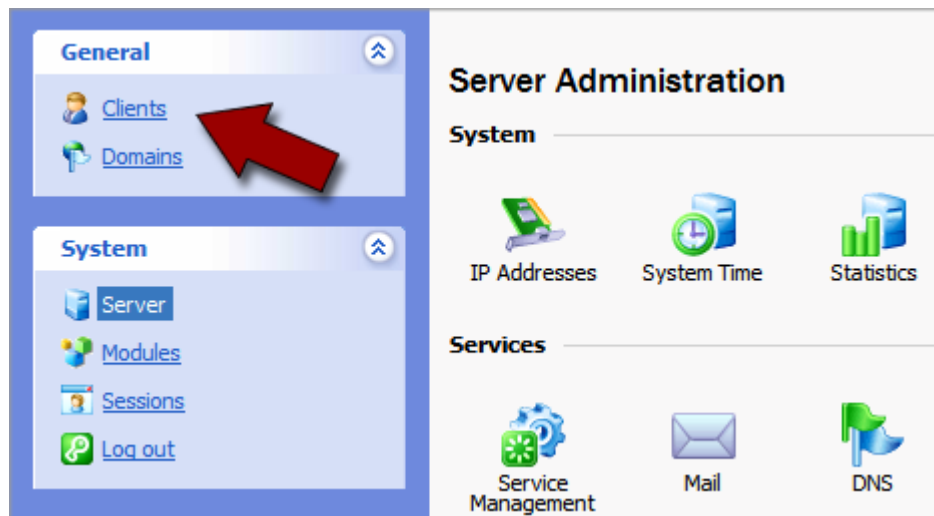 General
Clients
Domains
System
Server
Modules
Sessions
Log out
Server Administration
System
IP Addresses
System Time
Statistics
Services
Service
Management
Mail
DNS